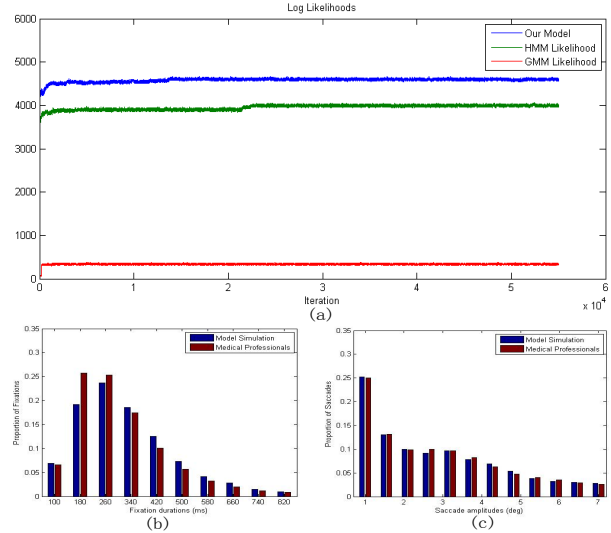 Log Likelihoods
6000
5000
4000
3000
2000
1000
0
Our Model
HMM Likelihood
GMM Likelihood
0 1 2 3 4 5 6
Iteration
x 10^4
(a)
0.35
0.3
0.25
0.2
0.15
0.1
0.05
0
Proportion of Fixations
Model Simulation
Medical Professionals
100 180 260 340 420 500 580 660 740 820
Fixation durations (ms)
(b)
0.35
0.3
0.25
0.2
0.15
0.1
0.05
0
Proportion of Saccades
Model Simulation
Medical Professionals
1 2 3 4 5 6 7
Saccade amplitudes (deg)
(c)